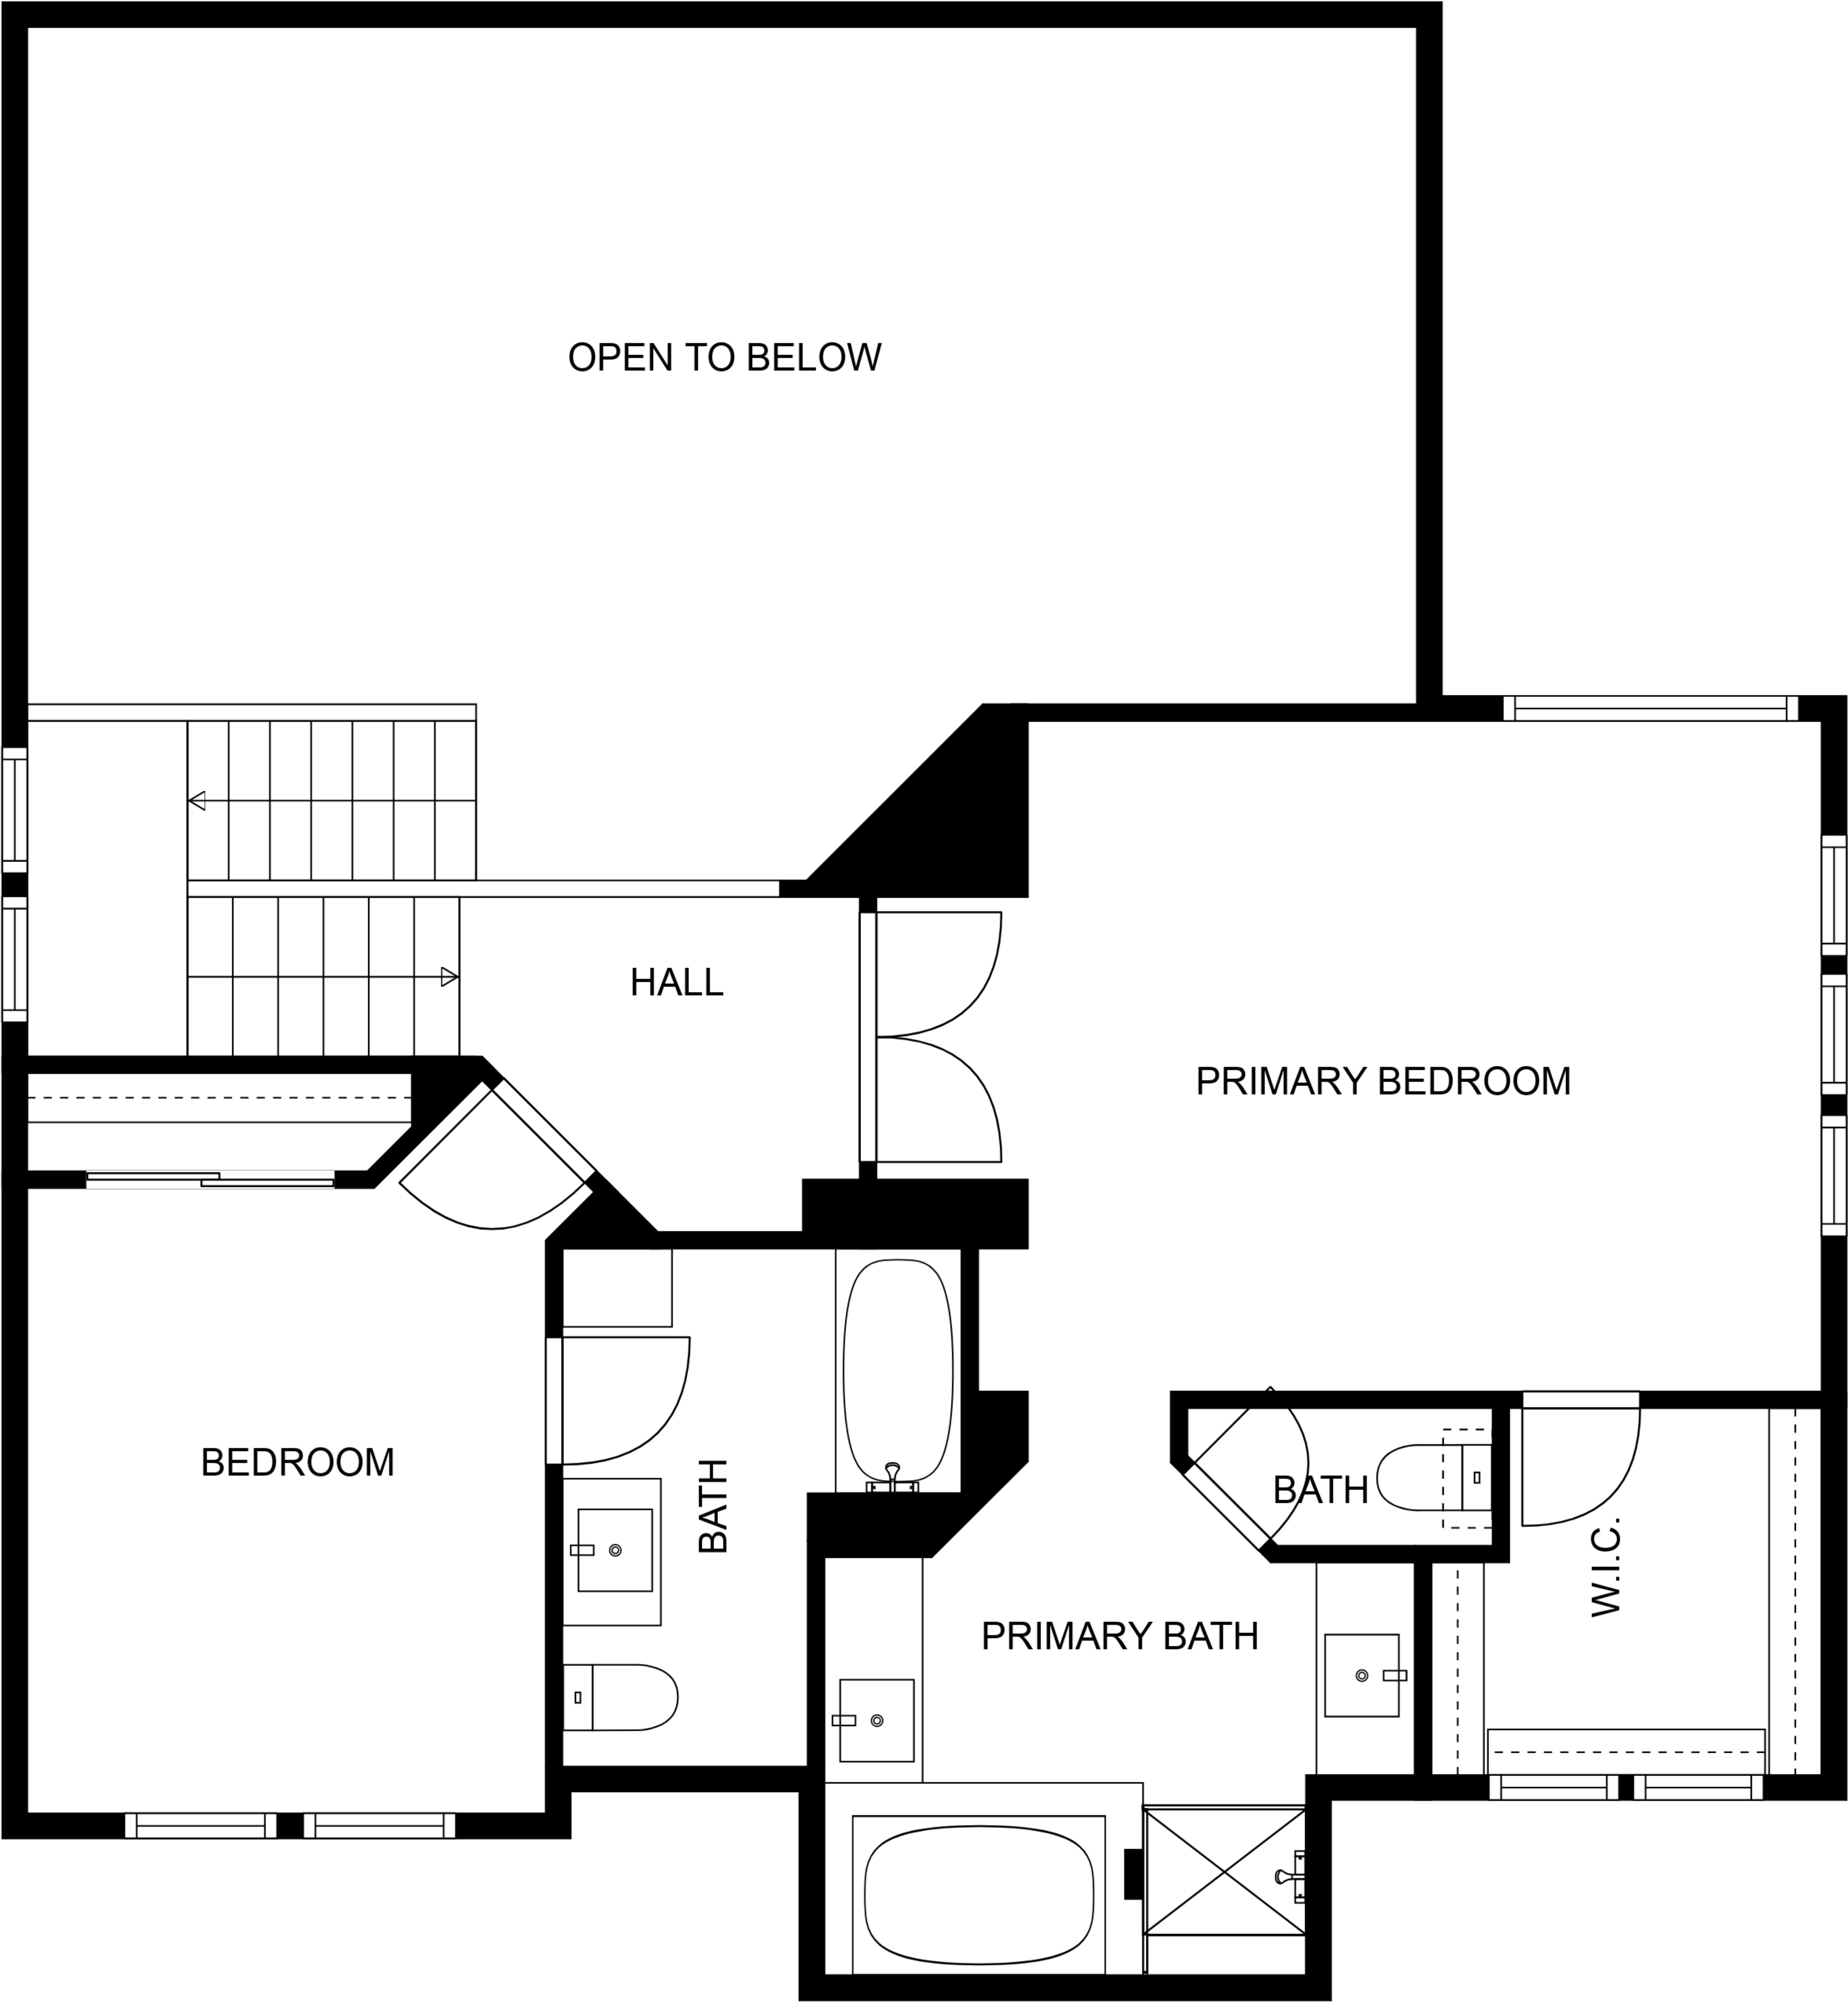 OPEN TO BELOW
HALL
PRIMARY BEDROOM
BEDROOM
BATH
BATH
W.I.C.
PRIMARY BATH